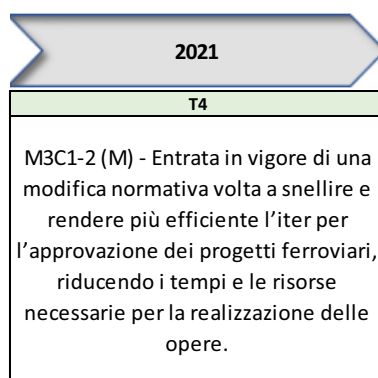 2021
T4
M3C1-2 (M) - Entrata in vigore di una
modifica normativa volta a snellire e
rendere più efficiente l’iter per
l’approvazione dei progetti ferroviari,
riducendo i tempi e le risorse
necessarie per la realizzazione delle
opere.